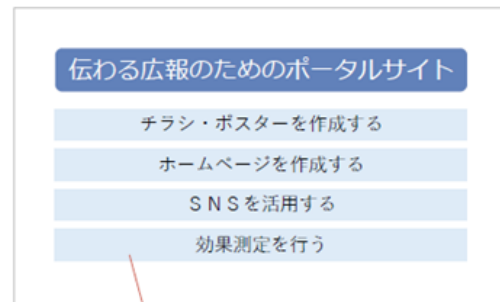 伝わる広報のためのポータルサイト
チラシ・ポスターを作成する
ホームページを作成する
ＳＮＳを活用する
効果測定を行う